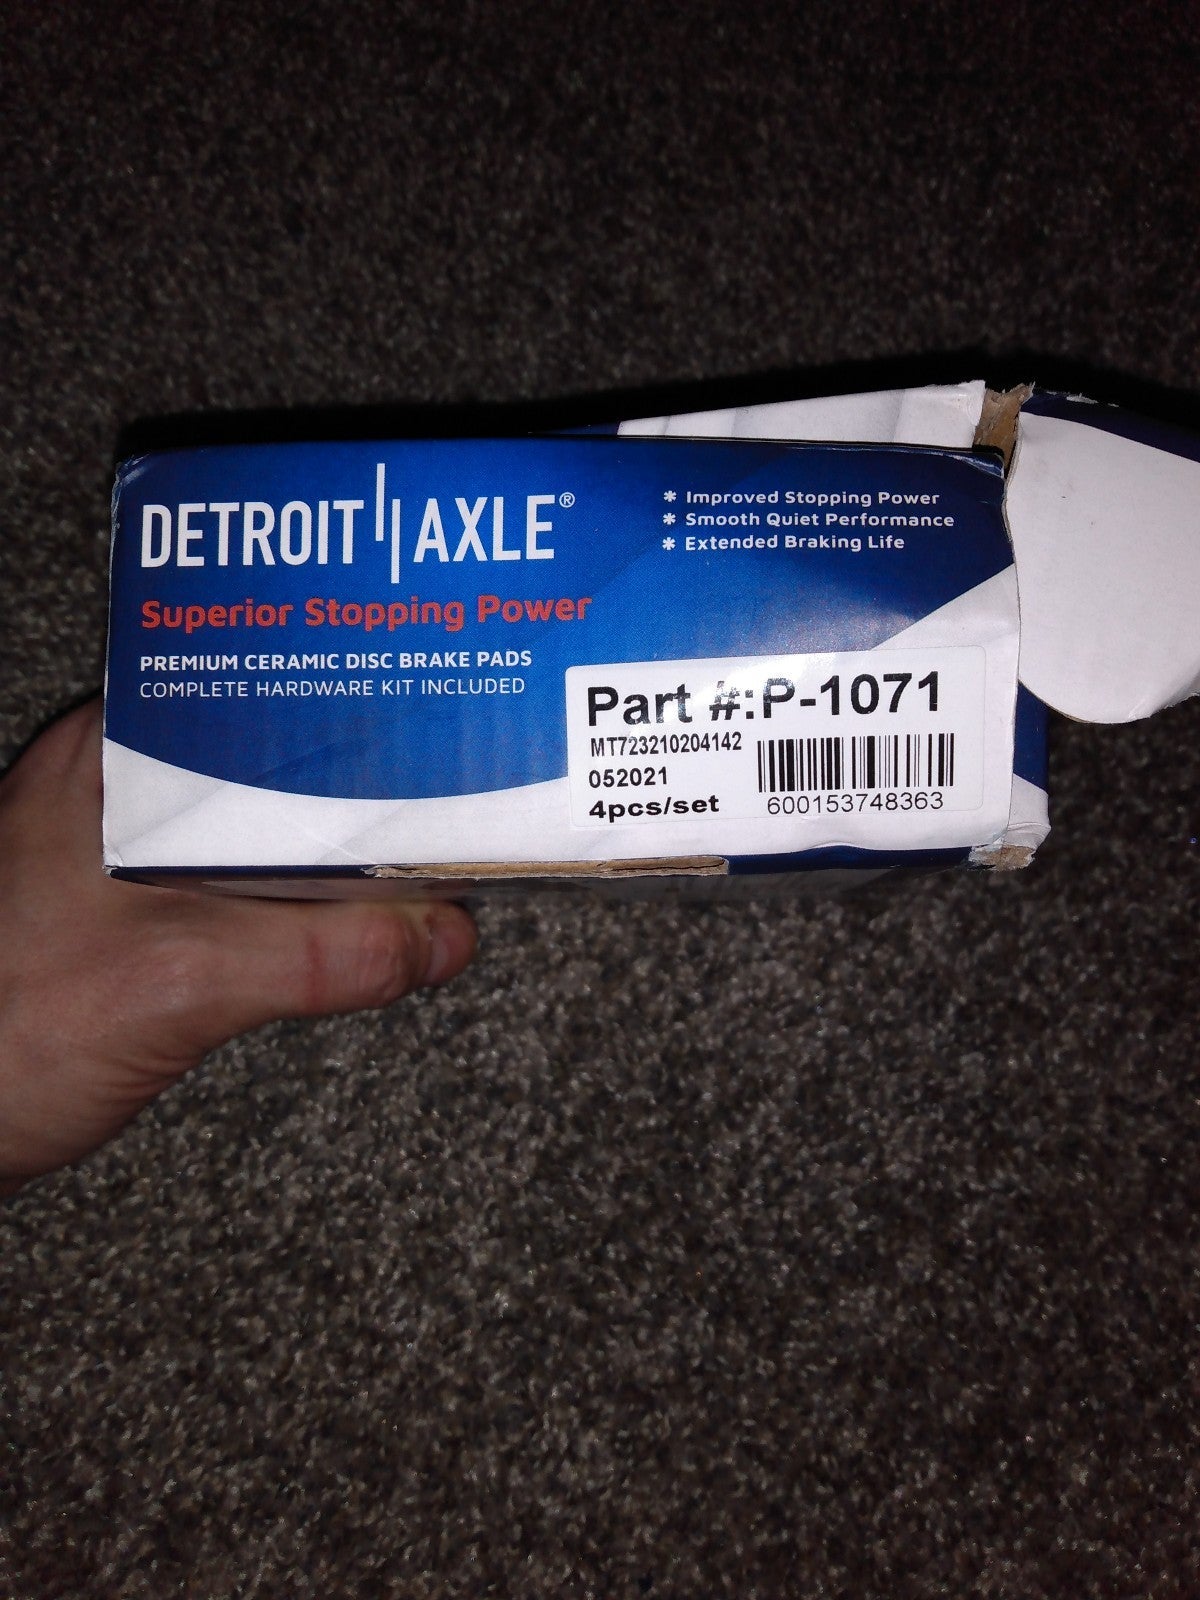 DETROIT AXLE®
Superior Stopping Power
PREMIUM CERAMIC DISC BRAKE PADS
COMPLETE HARDWARE KIT INCLUDED
* Improved Stopping Power
* Smooth Quiet Performance
* Extended Braking Life
Part #:P-1071
MT723210204142
052021
4pcs/set
600153748363